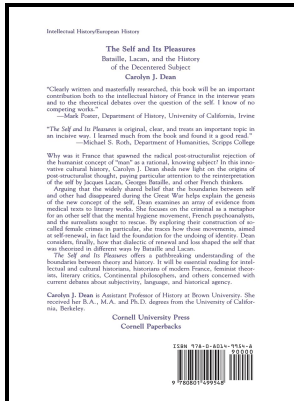 Intellectual History/European History
The Self and Its Pleasures
Bataille, Lacan, and the History
of the Decentered Subject
Carolyn J. Dean
"Clearly written and masterfully researched, this book will be an important
contribution both to the intellectual history of France in the interwar years
and to the theoretical debates over the question of the self. I know of no
competing works."
—Mark Poster, Department of History, University of California, Irvine
"The Self and Its Pleasures is original, clear, and treats an important topic in
an incisive way. I learned much from the book and found it a good read."
—Michael S. Roth, Department of Humanities, Scripps College
Why was it France that spawned the radical post-structuralist rejection of
the humanist concept of "man" as a rational, knowing subject? In this inno-
vative cultural history, Carolyn J. Dean sheds new light on the origins of
post-structuralist thought, paying particular attention to the reinterpretation
of the self by Jacques Lacan, Georges Bataille, and other French thinkers.
Arguing that the widely shared belief that the boundaries between self
and other had disappeared during the Great War helps explain the genesis
of the new concept of the self, Dean examines an array of evidence from
medical texts to literary works. She focuses on the criminal as a metaphor
for an other self that the mental hygiene movement, French psychoanalysts,
and the surrealists sought to rescue. By exploring their construction of so-
called female crimes in particular, she traces how those movements, aimed
at self-renewal, in fact laid the foundation for the undoing of identity. Dean
considers, finally, how that dialectic of renewal and loss shaped the self that
was theorized in different ways by Bataille and Lacan.
The Self and Its Pleasures offers a pathbreaking understanding of the
boundaries between theory and history. It will be essential reading for intel-
lectual and cultural historians, historians of modern France, feminist theor-
ists, literary critics, Continental philosophers, and others concerned with
current debates about subjectivity, language, and historical agency.
Carolyn J. Dean is Assistant Professor of History at Brown University. She
received her B.A., M.A. and Ph.D. degrees from the University of Califor-
nia, Berkeley.
Cornell University Press
Cornell Paperbacks
ISBN 978-0-8014-9954-8
90000
9 780801 499548